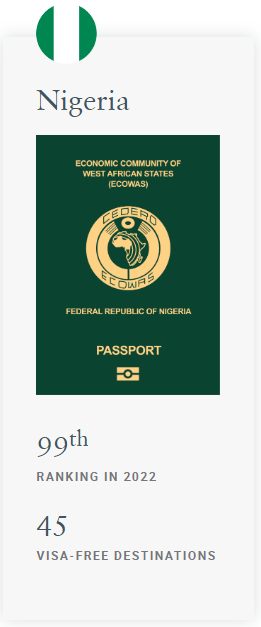 Nigeria
ECONOMIC COMMUNITY OF
WEST AFRICAN STATES
(ECOWAS)
CEDEAO
ECOWAS
FEDERAL REPUBLIC OF NIGERIA
PASSPORT
99th
RANKING IN 2022
45
VISA-FREE DESTINATIONS